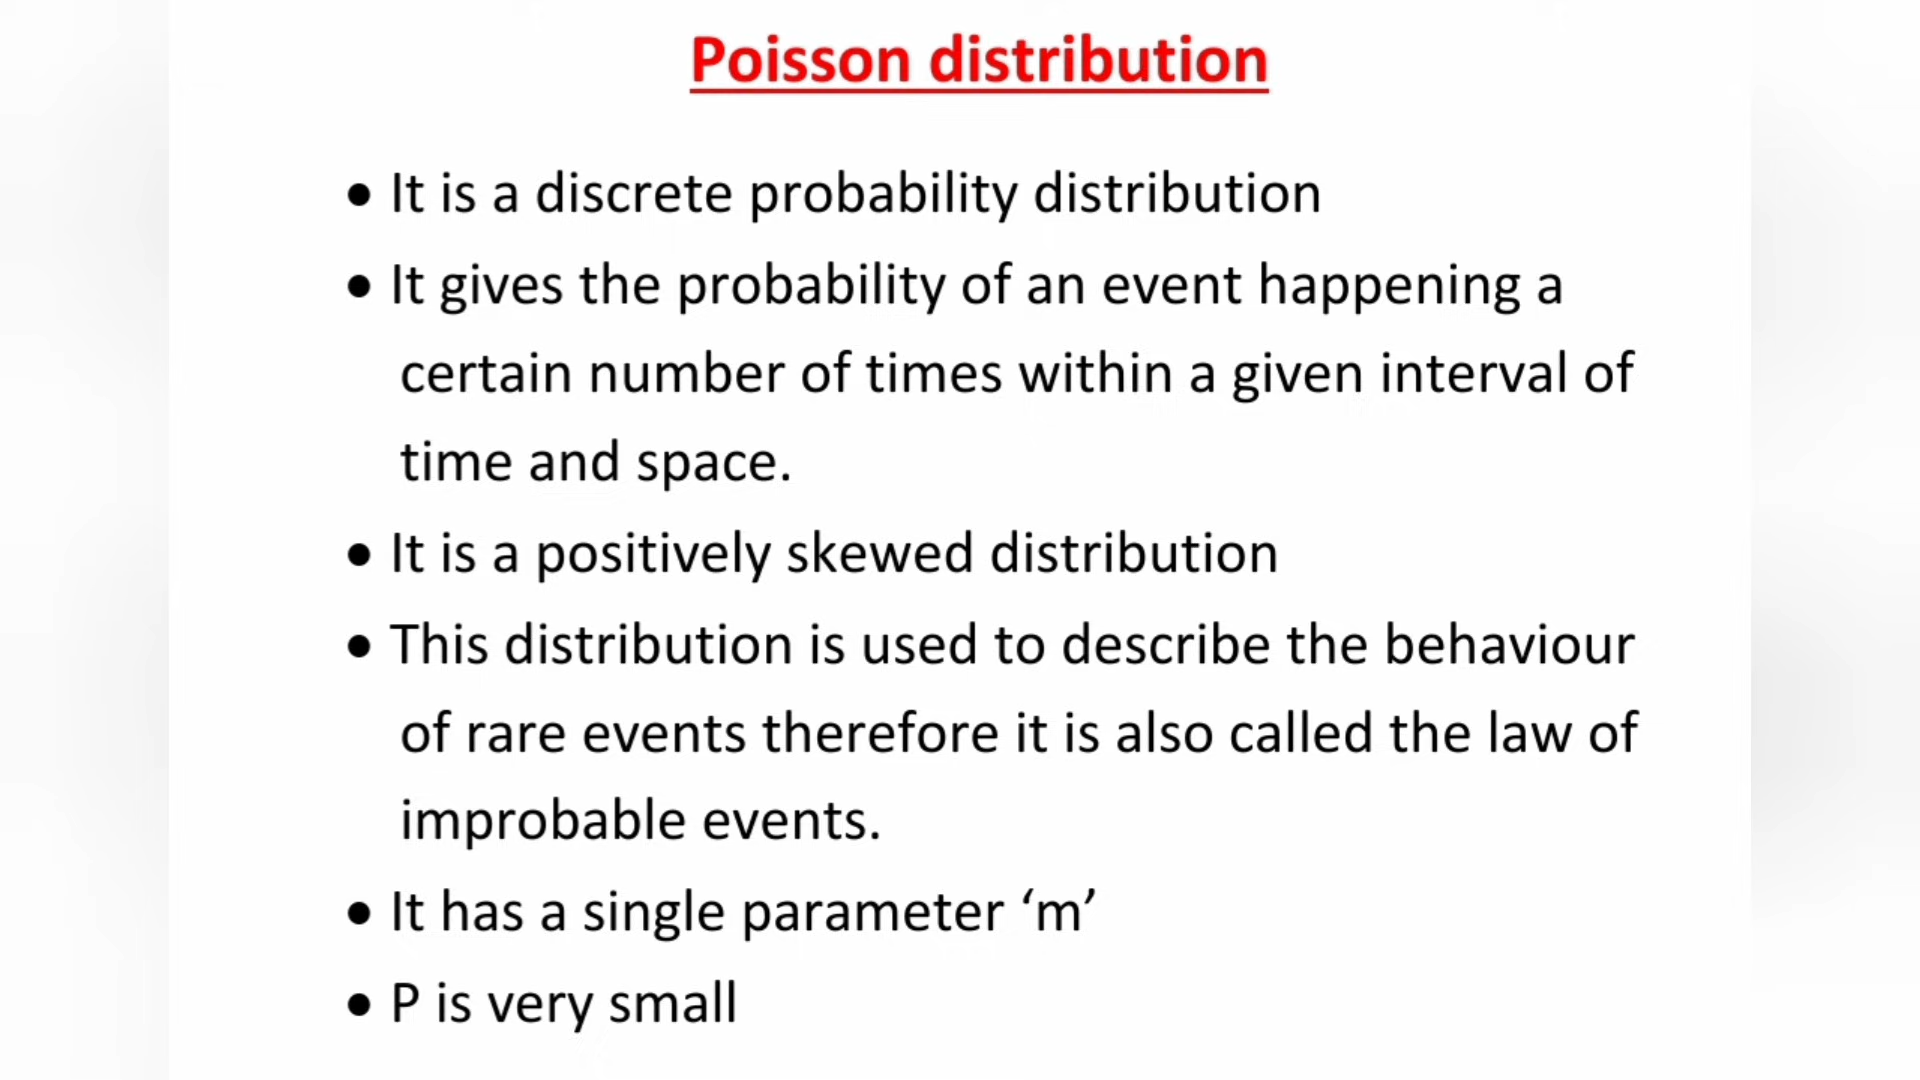 Poisson distribution
• It is a discrete probability distribution
• It gives the probability of an event happening a
certain number of times within a given interval of
time and space.
• It is a positively skewed distribution
• This distribution is used to describe the behaviour
of rare events therefore it is also called the law of
improbable events.
• It has a single parameter ‘m’
• P is very small